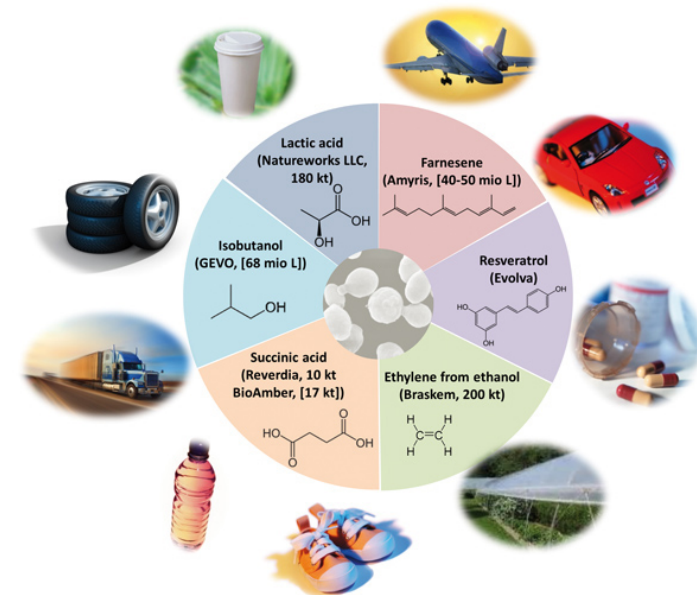 Lactic acid
(Natureworks LLC,
180 kt)
O
OH
OH
Farnesene
(Amyris, [40-50 mio L])
Resveratrol
(Evolva)
OH
HO
OH
Ethylene from ethanol
(Braskem, 200 kt)
H H
C=C
H H
Succinic acid
(Reverdia, 10 kt
BioAmber, [17 kt])
O
HO
OH
O
Isobutanol
(GEVO, [68 mio L])
OH